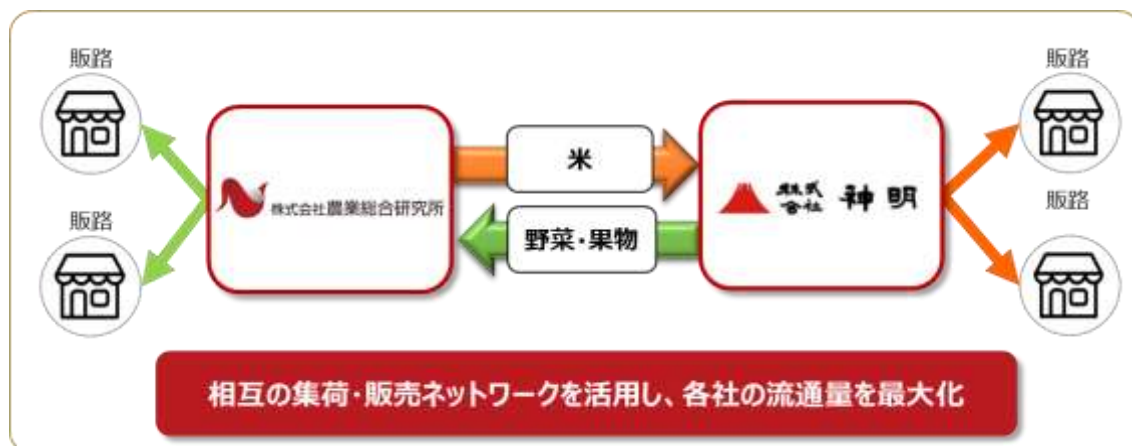 販路
販路
株式会社農業総合研究所
米
野菜・果物
株式会社 神明
販路
販路
相互の集荷・販売ネットワークを活用し、各社の流通量を最大化